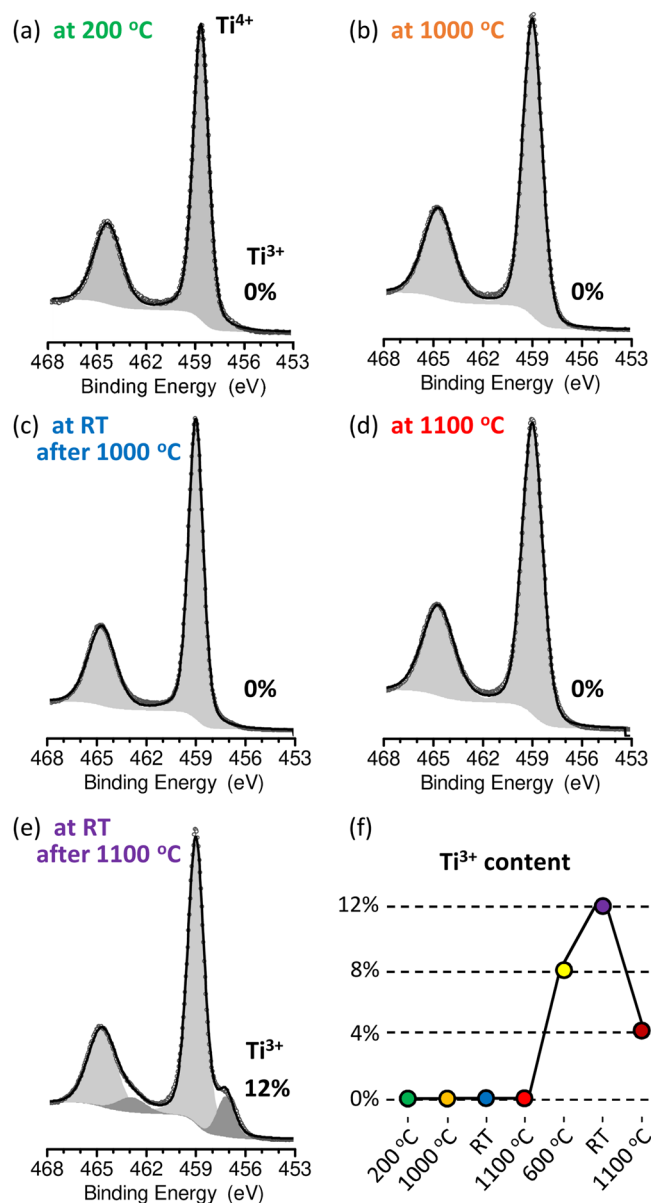 (a) at 200 °C
Ti⁴⁺
Ti³⁺
0%
468 465 462 459 456 453
Binding Energy (eV)
(b) at 1000 °C
0%
468 465 462 459 456 453
Binding Energy (eV)
(c) at RT
after 1000 °C
0%
468 465 462 459 456 453
Binding Energy (eV)
(d) at 1100 °C
0%
468 465 462 459 456 453
Binding Energy (eV)
(e) at RT
after 1100 °C
Ti³⁺
12%
468 465 462 459 456 453
Binding Energy (eV)
(f)
Ti³⁺ content
12%
8%
4%
0%
200 °C
1000 °C
RT
1100 °C
600 °C
RT
1100 °C